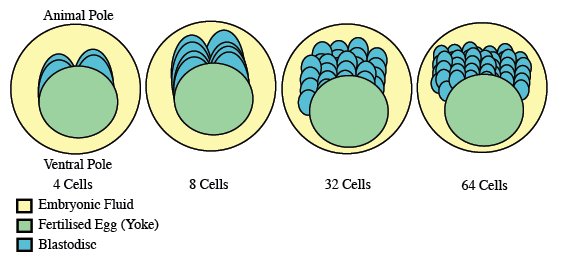 Animal Pole
Ventral Pole
4 Cells
8 Cells
32 Cells
64 Cells
Embryonic Fluid
Fertilised Egg (Yoke)
Blastodisc